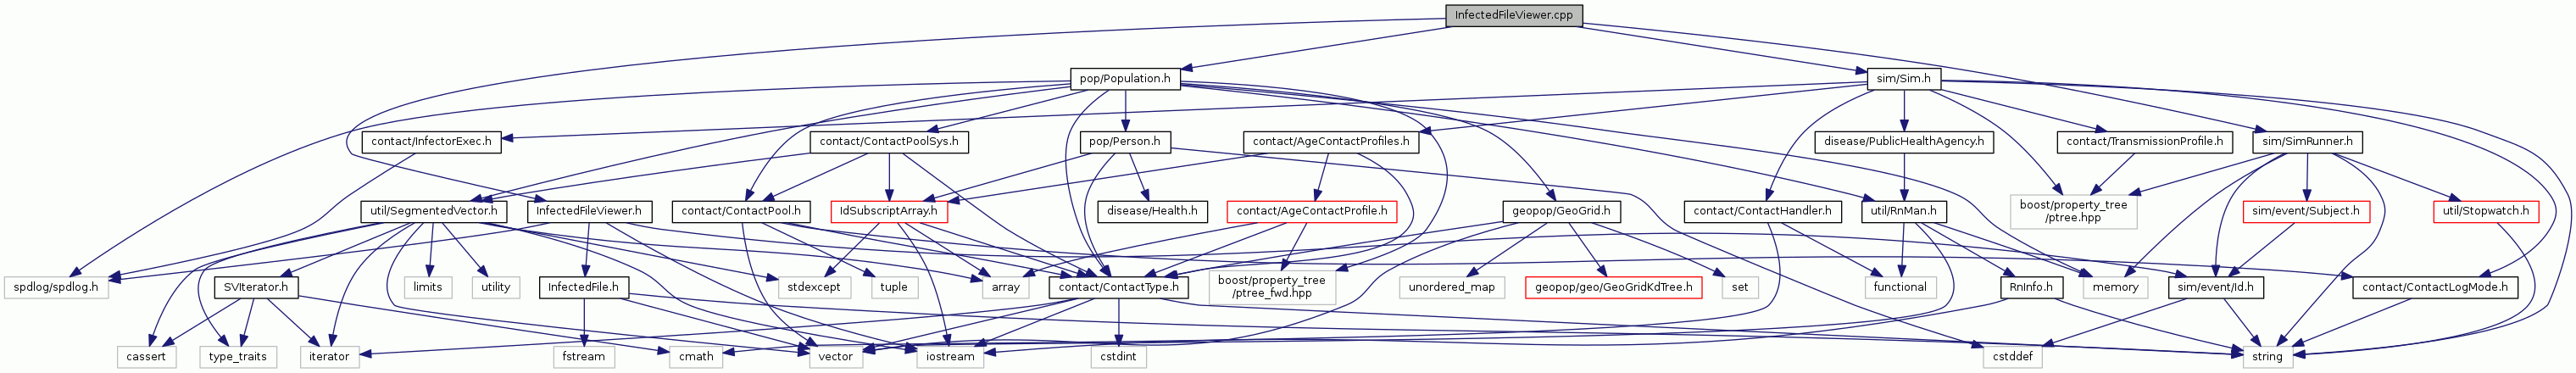 InfectedFileViewer.cpp
pop/Population.h
sim/Sim.h
contact/InfectorExec.h
contact/ContactPoolSys.h
pop/Person.h
contact/AgeContactProfiles.h
disease/PublicHealthAgency.h
contact/TransmissionProfile.h
sim/SimRunner.h
util/SegmentedVector.h
InfectedFileViewer.h
contact/ContactPool.h
IdSubscriptArray.h
disease/Health.h
contact/AgeContactProfile.h
geopop/GeoGrid.h
contact/ContactHandler.h
util/RnMan.h
boost/property_tree
/ptree.hpp
sim/event/Subject.h
util/Stopwatch.h
spdlog/spdlog.h
SVIterator.h
limits
utility
InfectedFile.h
stdexcept
tuple
array
contact/ContactType.h
boost/property_tree
/ptree_fwd.hpp
unordered_map
geopop/geo/GeoGridKdTree.h
set
functional
RnInfo.h
memory
sim/event/Id.h
contact/ContactLogMode.h
cassert
type_traits
iterator
fstream
cmath
vector
iostream
cstdint
cstddef
string